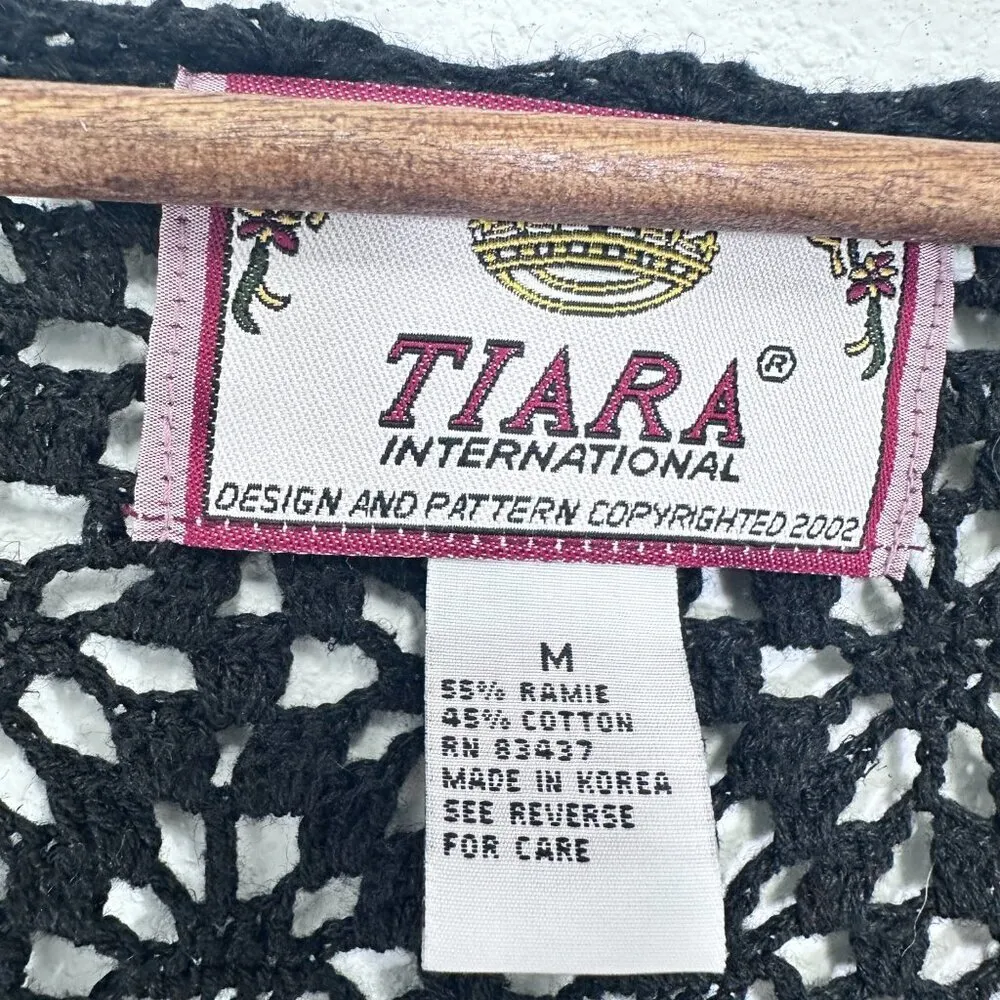 TIARA®
INTERNATIONAL
DESIGN AND PATTERN COPYRIGHTED 2002
M
55% RAMIE
45% COTTON
RN 83437
MADE IN KOREA
SEE REVERSE
FOR CARE